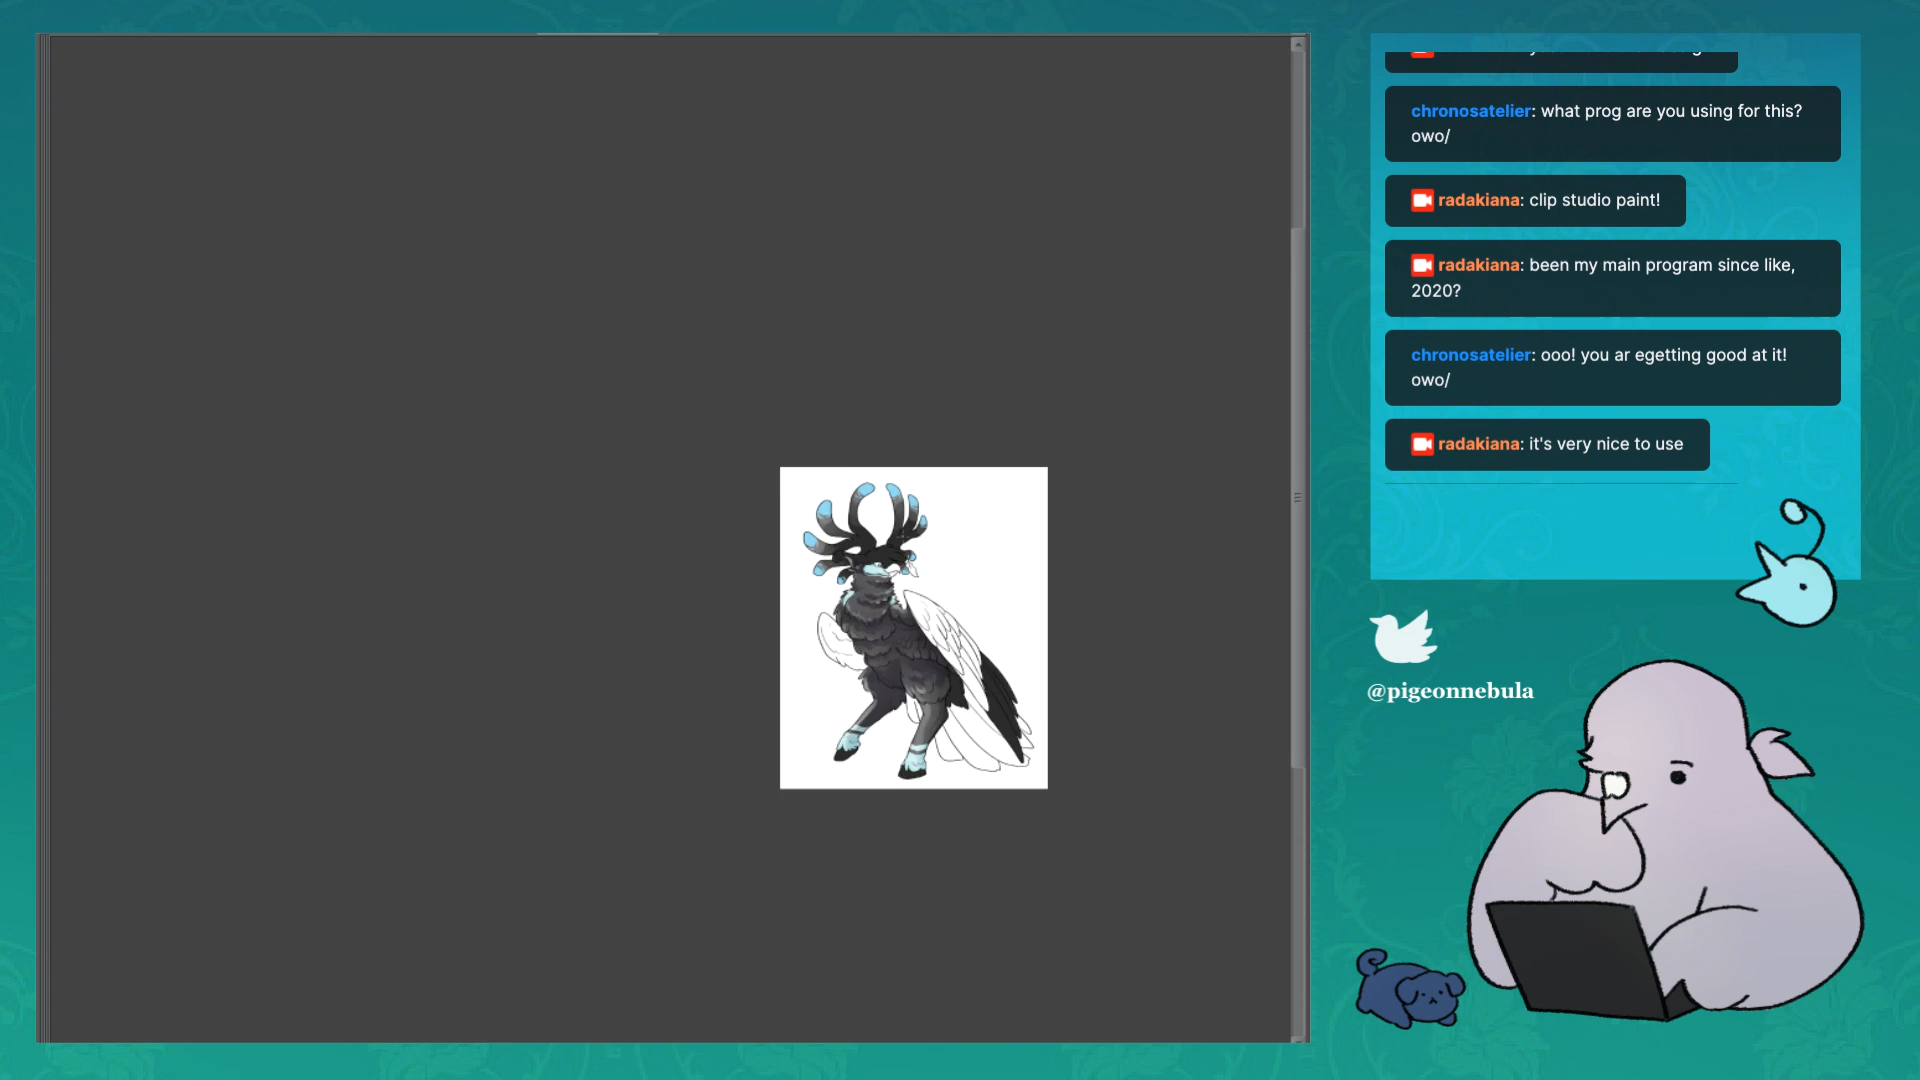 chronosatelier: what prog are you using for this?
owo/
radakiana: clip studio paint!
radakiana: been my main program since like,
2020?
chronosatelier: ooo! you ar egetting good at it!
owo/
radakiana: it's very nice to use
@pigeonnebula